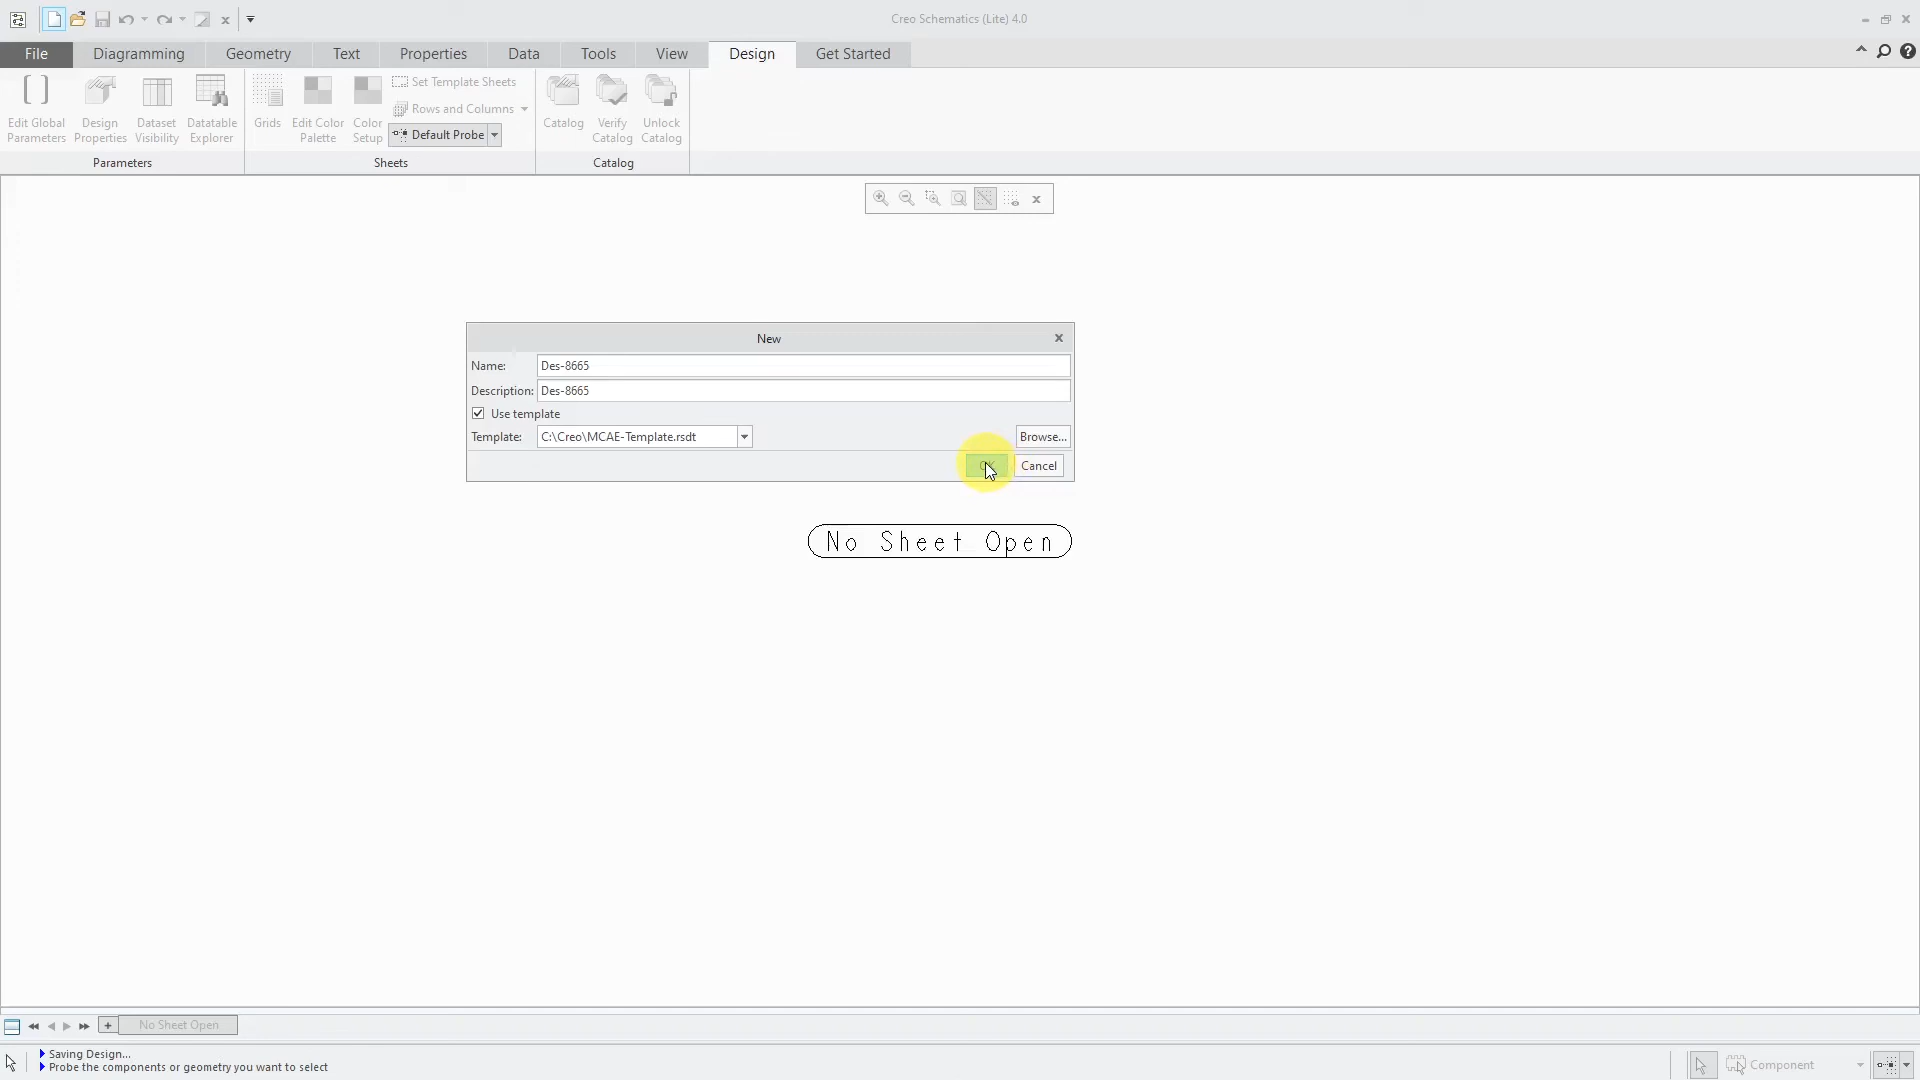 Creo Schematics (Lite) 4.0
File Diagramming Geometry Text Properties Data Tools View Design Get Started
Edit Global Parameters
Design Properties
Dataset Visibility
Datatable Explorer
Grids
Edit Color Palette
Color Setup
Set Template Sheets
Rows and Columns
Default Probe
Catalog
Verify Catalog
Unlock Catalog
Parameters Sheets Catalog
New
Name: Des-8665
Description: Des-8665
Use template
Template: C:\Creo\MCAE-Template.rsdt Browse...
OK Cancel
No Sheet Open
No Sheet Open
Saving Design...
Probe the components or geometry you want to select
Component